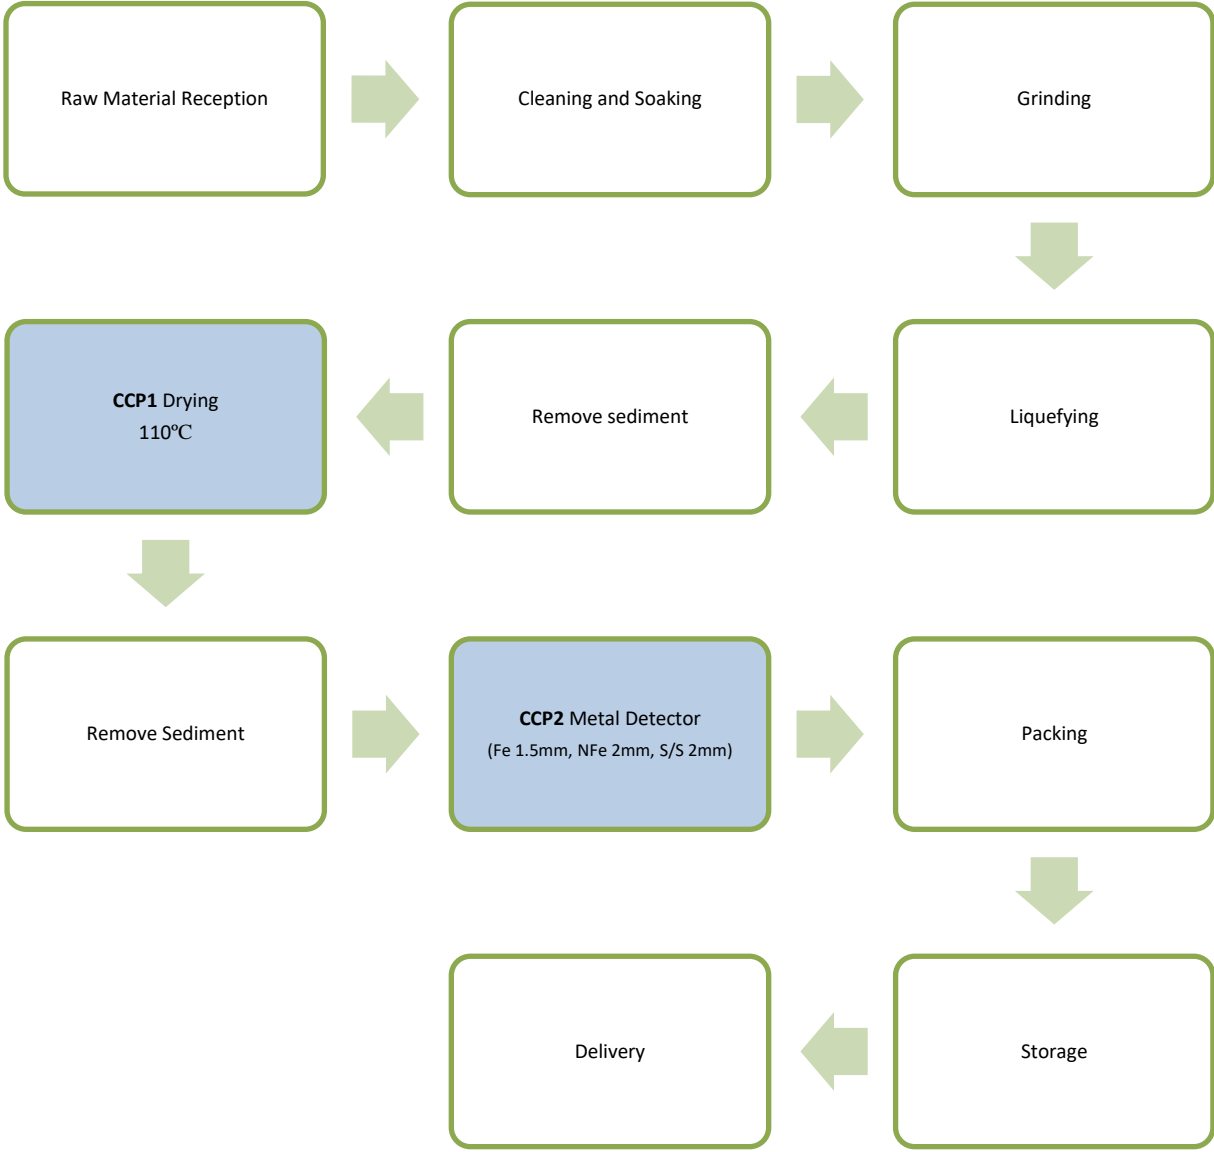 Raw Material Reception
Cleaning and Soaking
Grinding
Liquefying
Remove sediment
CCP1 Drying
110℃
Remove Sediment
CCP2 Metal Detector
(Fe 1.5mm, NFe 2mm, S/S 2mm)
Packing
Storage
Delivery